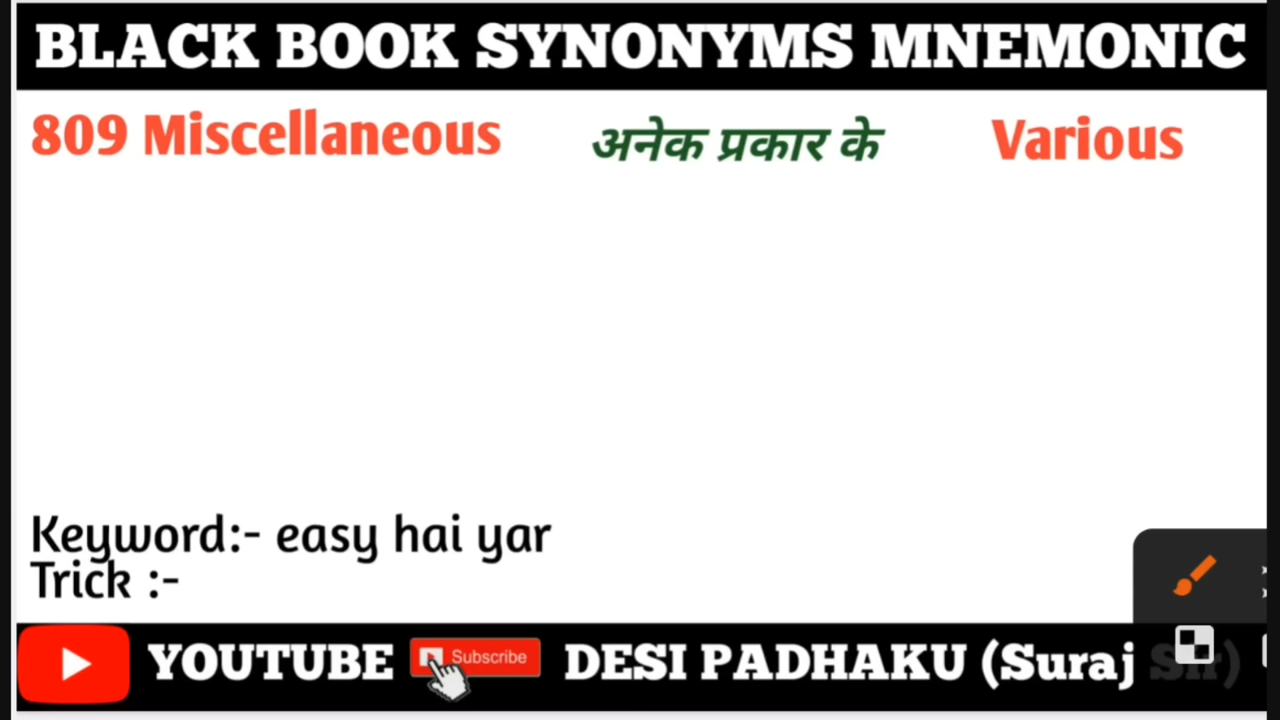 BLACK BOOK SYNONYMS MNEMONIC
809 Miscellaneous अनेक प्रकार के Various
Keyword:- easy hai yar
Trick :-
YOUTUBE Subscribe DESI PADHAKU (Suraj Sir)